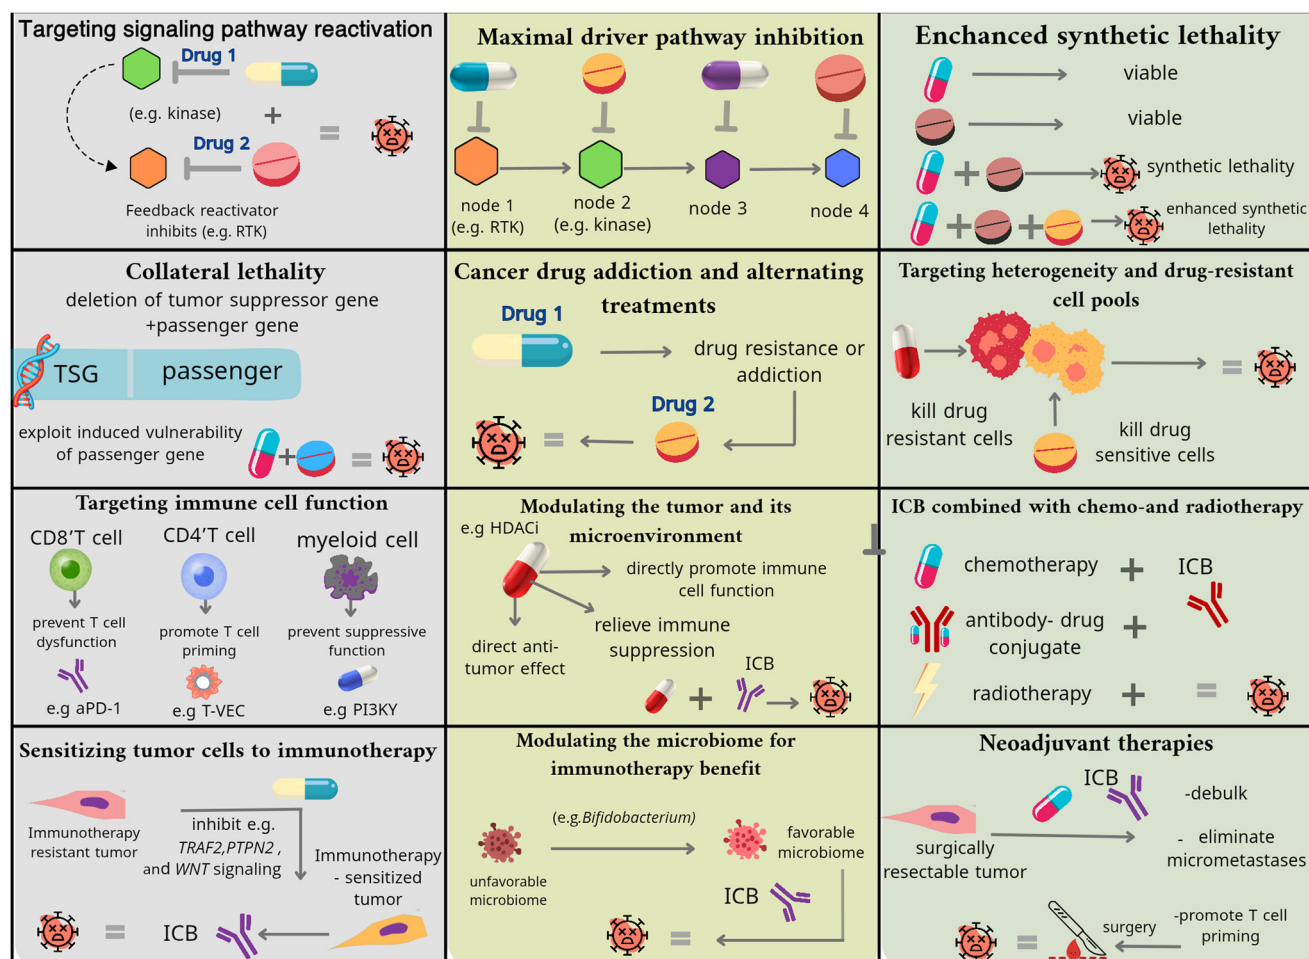 Targeting signaling pathway reactivation
Drug 1
(e.g. kinase)
+
=
Drug 2
Feedback reactivator
inhibits (e.g. RTK)
Maximal driver pathway inhibition
node 1
(e.g. RTK)
node 2
(e.g. kinase)
node 3
node 4
Enchanced synthetic lethality
viable
viable
+
synthetic lethality
+ +
enhanced synthetic
lethality
Collateral lethality
deletion of tumor suppressor gene
+passenger gene
TSG
passenger
exploit induced vulnerability
of passenger gene
+ =
Cancer drug addiction and alternating
treatments
Drug 1
drug resistance or
addiction
Drug 2
=
Targeting heterogeneity and drug-resistant
cell pools
=
kill drug
resistant cells
kill drug
sensitive cells
Targeting immune cell function
CD8'T cell
prevent T cell
dysfunction
e.g aPD-1
CD4'T cell
promote T cell
priming
e.g T-VEC
myeloid cell
prevent suppressive
function
e.g PI3KY
Modulating the tumor and its
microenvironment
e.g HDACi
directly promote immune
cell function
relieve immune
suppression
direct anti-
tumor effect
ICB
+
ICB combined with chemo-and radiotherapy
chemotherapy +
ICB
antibody- drug
conjugate
+
radiotherapy + =
Sensitizing tumor cells to immunotherapy
Immunotherapy
resistant tumor
inhibit e.g.
TRAF2,PTPN2 ,
and WNT signaling
Immunotherapy
- sensitized
tumor
= ICB
Modulating the microbiome for
immunotherapy benefit
(e.g.Bifidobacterium)
unfavorable
microbiome
favorable
microbiome
ICB
=
Neoadjuvant therapies
ICB
-debulk
- eliminate
micrometastases
surgically
resectable tumor
-promote T cell
priming
surgery
=